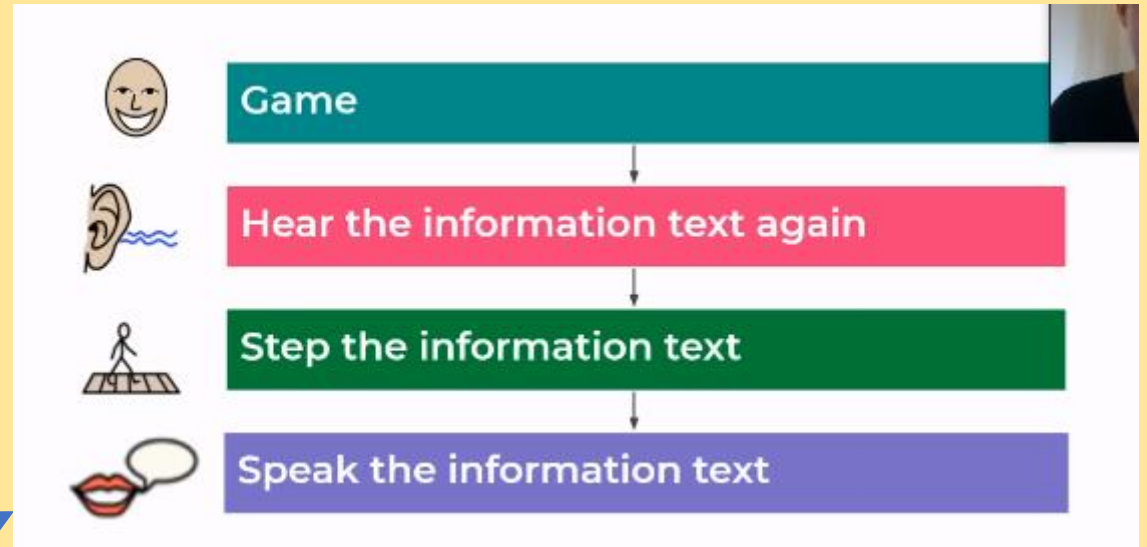 Game
Hear the information text again
Step the information text
Speak the information text